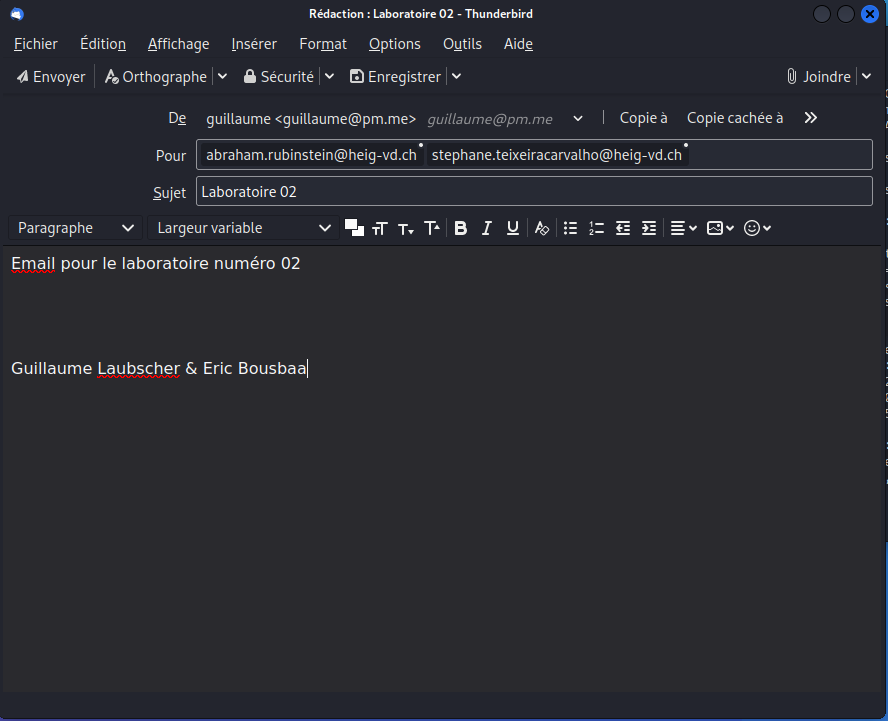 Rédaction : Laboratoire 02 - Thunderbird
Fichier Édition Affichage Insérer Format Options Outils Aide
Envoyer Orthographe Sécurité Enregistrer Joindre
De guillaume <guillaume@pm.me> guillaume@pm.me Copie à Copie cachée à
Pour abraham.rubinstein@heig-vd.ch stephane.teixeiracarvalho@heig-vd.ch
Sujet Laboratoire 02
Paragraphe Largeur variable
Email pour le laboratoire numéro 02
Guillaume Laubscher & Eric Bousbaa